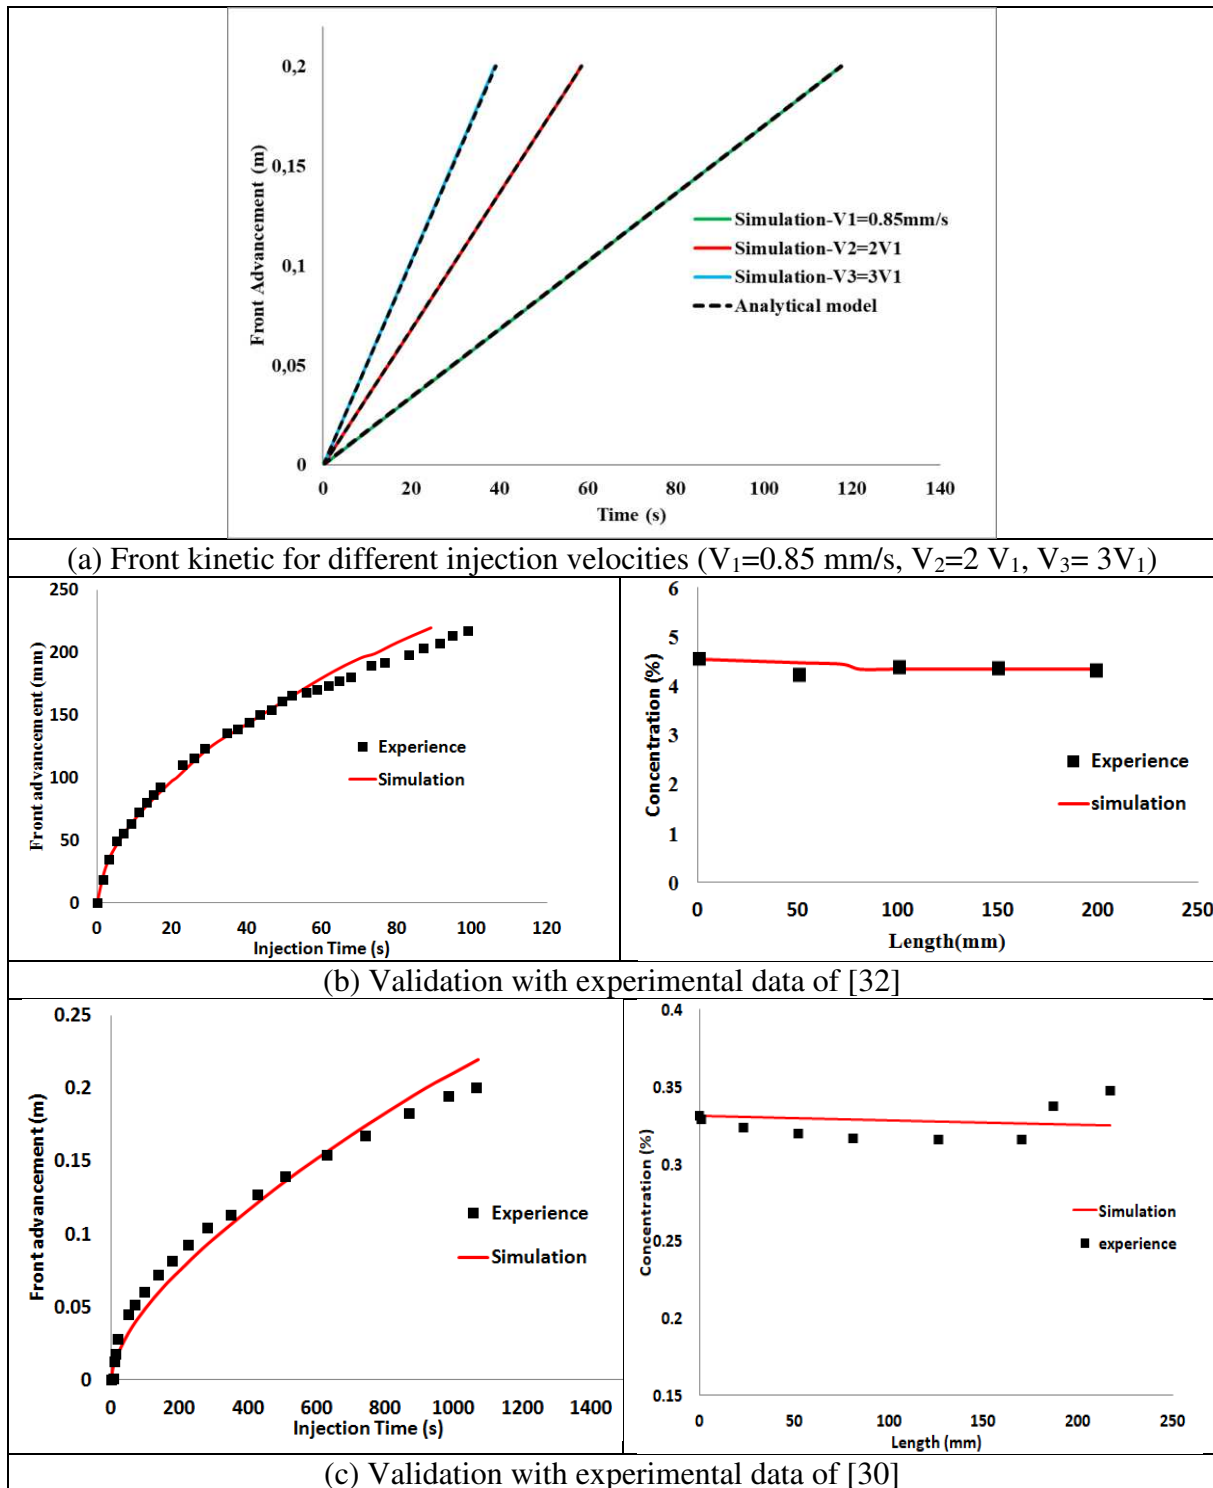 0,2
0,15
0,1
0,05
0
Front Advancement (m)
Simulation-V1=0.85mm/s
Simulation-V2=2V1
Simulation-V3=3V1
Analytical model
0 20 40 60 80 100 120 140
Time (s)
(a) Front kinetic for different injection velocities (V₁=0.85 mm/s, V₂=2 V₁, V₃= 3V₁)
250
200
150
100
50
0
Front advancement (mm)
Experience
Simulation
0 20 40 60 80 100 120
Injection Time (s)
6
5
4
3
2
1
0
Concentration (%)
Experience
simulation
0 50 100 150 200 250
Length(mm)
(b) Validation with experimental data of [32]
0.25
0.2
0.15
0.1
0.05
0
Front advancement (m)
Experience
Simulation
0 200 400 600 800 1000 1200 1400
Injection Time (s)
0.4
0.35
0.3
0.25
0.2
0.15
Concentration (%)
Simulation
experience
0 50 100 150 200 250
Length (mm)
(c) Validation with experimental data of [30]